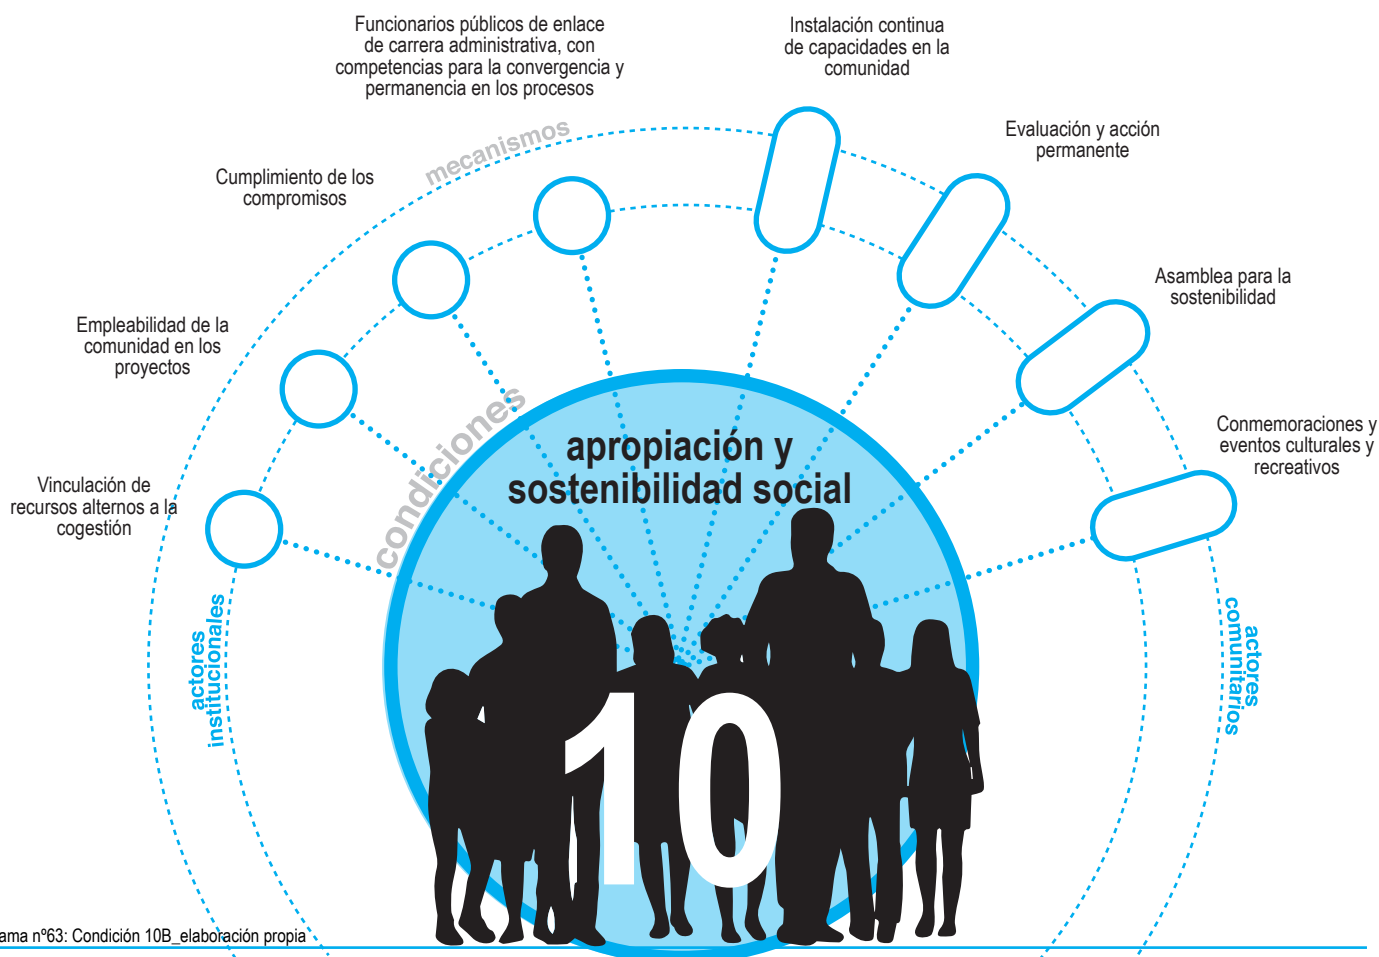 Funcionarios públicos de enlace
de carrera administrativa, con
competencias para la convergencia y
permanencia en los procesos
Instalación continua
de capacidades en la
comunidad
Evaluación y acción
permanente
mecanismos
Cumplimiento de los
compromisos
Asamblea para la
sostenibilidad
Empleabilidad de la
comunidad en los
proyectos
condiciones
Conmemoraciones y
eventos culturales y
recreativos
apropiación y
sostenibilidad social
Vinculación de
recursos alternos a la
cogestión
actores
institucionales
actores
comunitarios
10
ama nº63: Condición 10B_elaboración propia